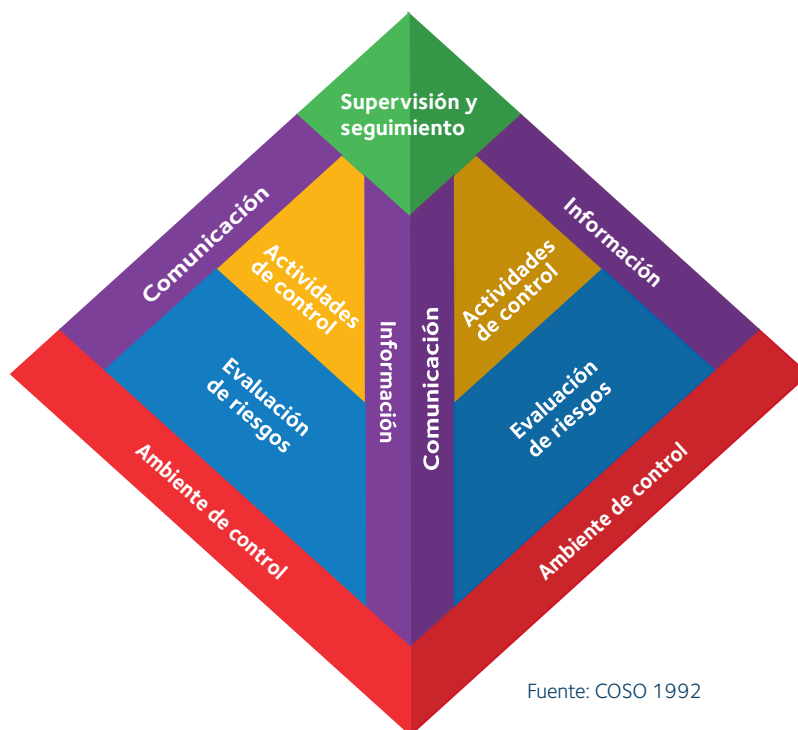 Supervisión y
seguimiento
Comunicación
Información
Actividades
de control
Actividades
de control
Información
Comunicación
Evaluación
de riesgos
Evaluación
de riesgos
Ambiente de control
Ambiente de control
Fuente: COSO 1992